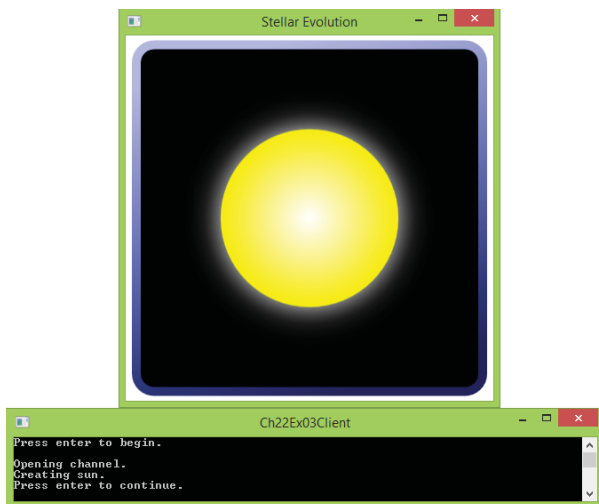 Stellar Evolution
Ch22Ex03Client
Press enter to begin.
Opening channel.
Creating sun.
Press enter to continue.